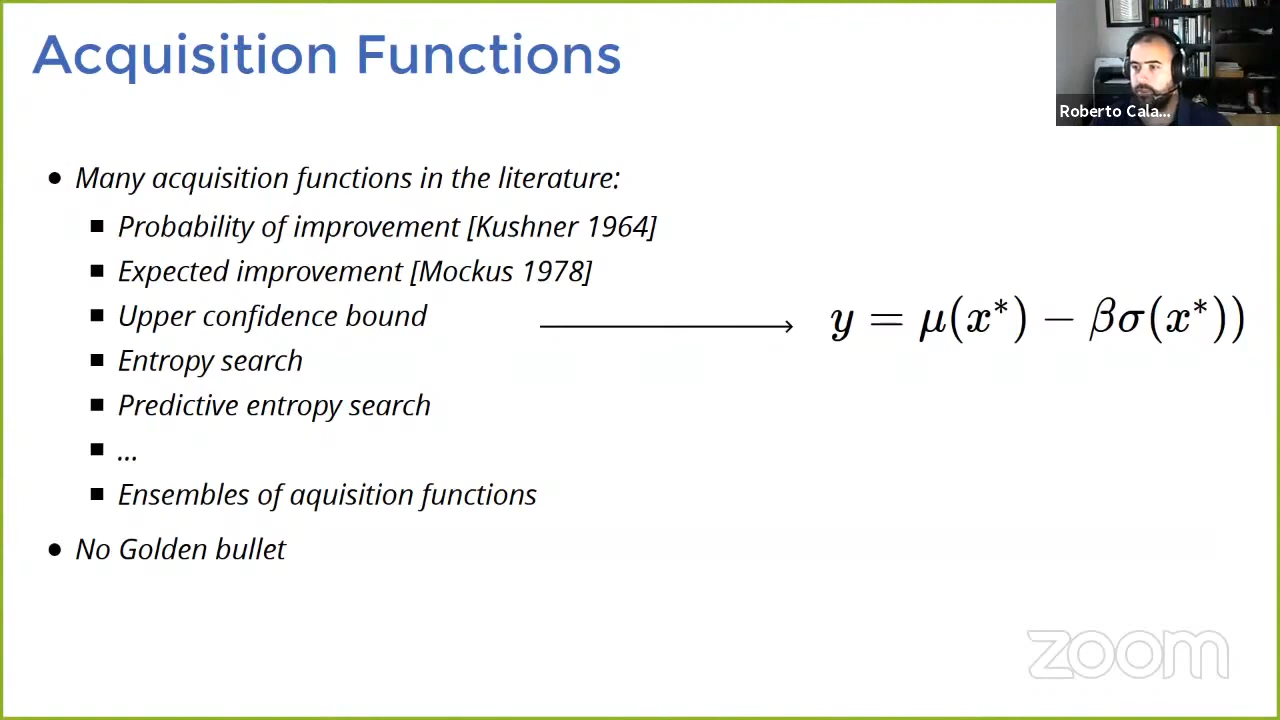 Acquisition Functions
Roberto Cala...
● Many acquisition functions in the literature:
■ Probability of improvement [Kushner 1964]
■ Expected improvement [Mockus 1978]
■ Upper confidence bound
y = μ(x*) − βσ(x*))
■ Entropy search
■ Predictive entropy search
■ ...
■ Ensembles of aquisition functions
● No Golden bullet
zoom